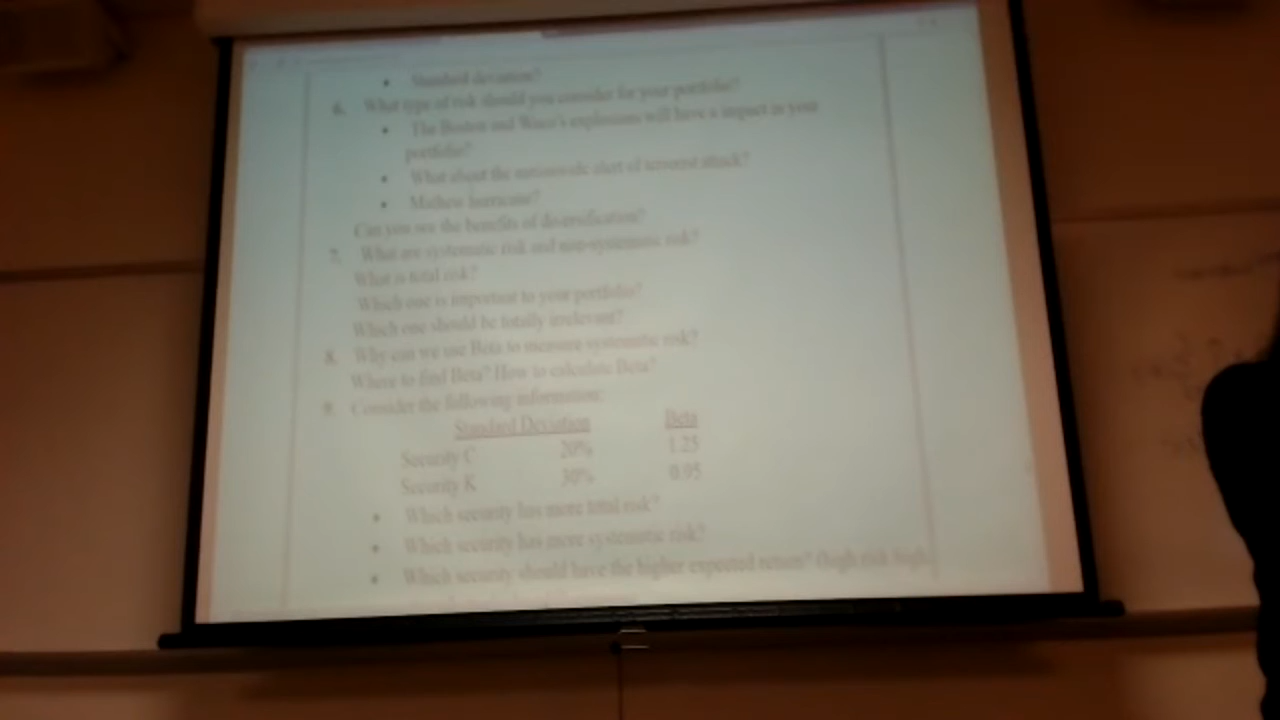 • Standard deviation?
6. What type of risk should you consider for your portfolio?
• The Boston and Waco's explosions will have a impact in your
portfolio?
• What about the nationwide alert of terrorist attack?
• Mathew hurricane?
Can you see the benefits of diversification?
7. What are systematic risk and non-systematic risk?
What is total risk?
Which one is important to your portfolio?
Which one should be totally irrelevant?
8. Why can we use Beta to measure systematic risk?
Where to find Beta? How to calculate Beta?
9. Consider the following information:
Standard Deviation Beta
Security C 20% 1.25
Security K 30% 0.95
• Which security has more total risk?
• Which security has more systematic risk?
• Which security should have the higher expected return? (high risk high